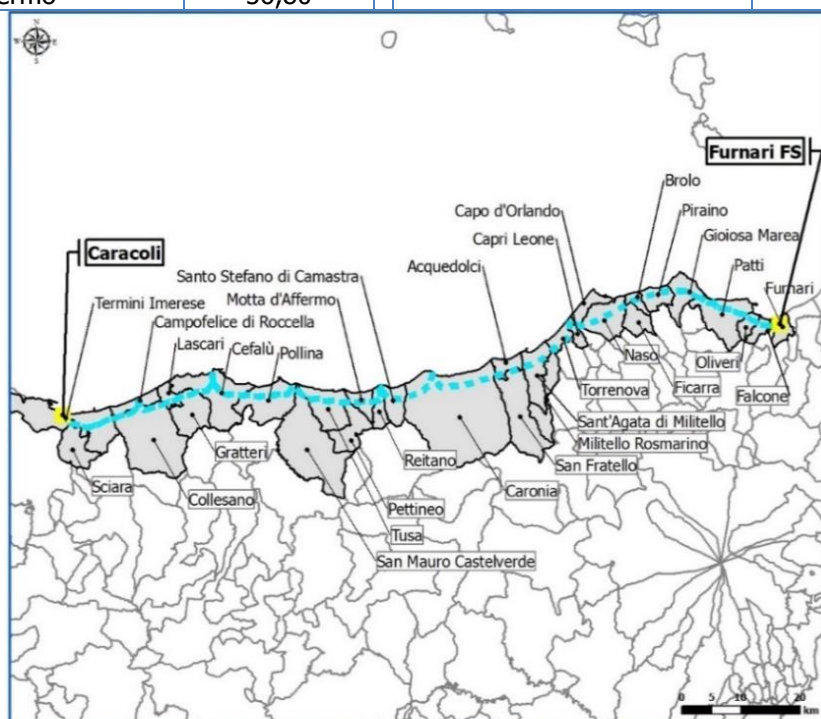 56,80
N
W
E
S
Furnari FS
Brolo
Capo d'Orlando
Piraino
Capri Leone
Gioiosa Marea
Caracoli
Acquedolci
Patti
Santo Stefano di Camastra
Furnari
Termini Imerese
Motta d'Affermo
Campofelice di Roccella
Lascari
Cefalù
Pollina
Naso
Oliveri
Torrenova
Ficarra
Falcone
Sant'Agata di Militello
Gratteri
Militello Rosmarino
Reitano
San Fratello
Sciara
Collesano
Caronia
Pettineo
Tusa
San Mauro Castelverde
0 5 10 20
km